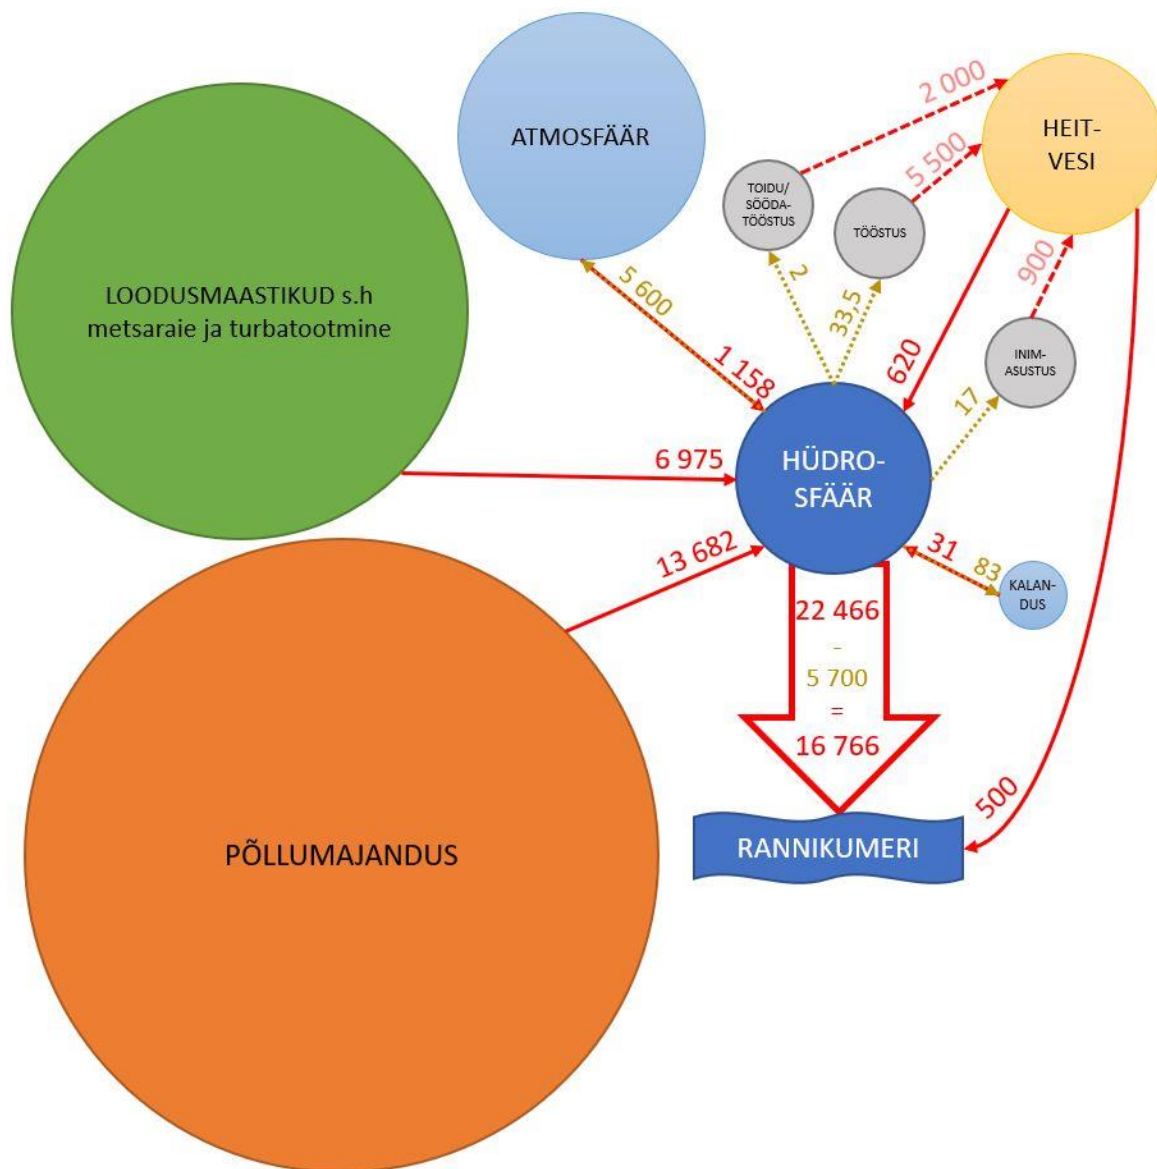 ATMOSFÄÄR
HEIT-
VESI
2 000
5 500
TOIDU/
SÖÖDA-
TÖÖSTUS
TÖÖSTUS
900
5 600
2
33,5
LOODUSMAASTIKUD s.h
metsaraie ja turbatootmine
1 158
620
INIM-
ASUSTUS
17
6 975
HÜDRO-
SFÄÄR
13 682
31
83
KALAN-
DUS
22 466
-
5 700
=
16 766
500
RANNIKUMERI
PÕLLUMAJANDUS